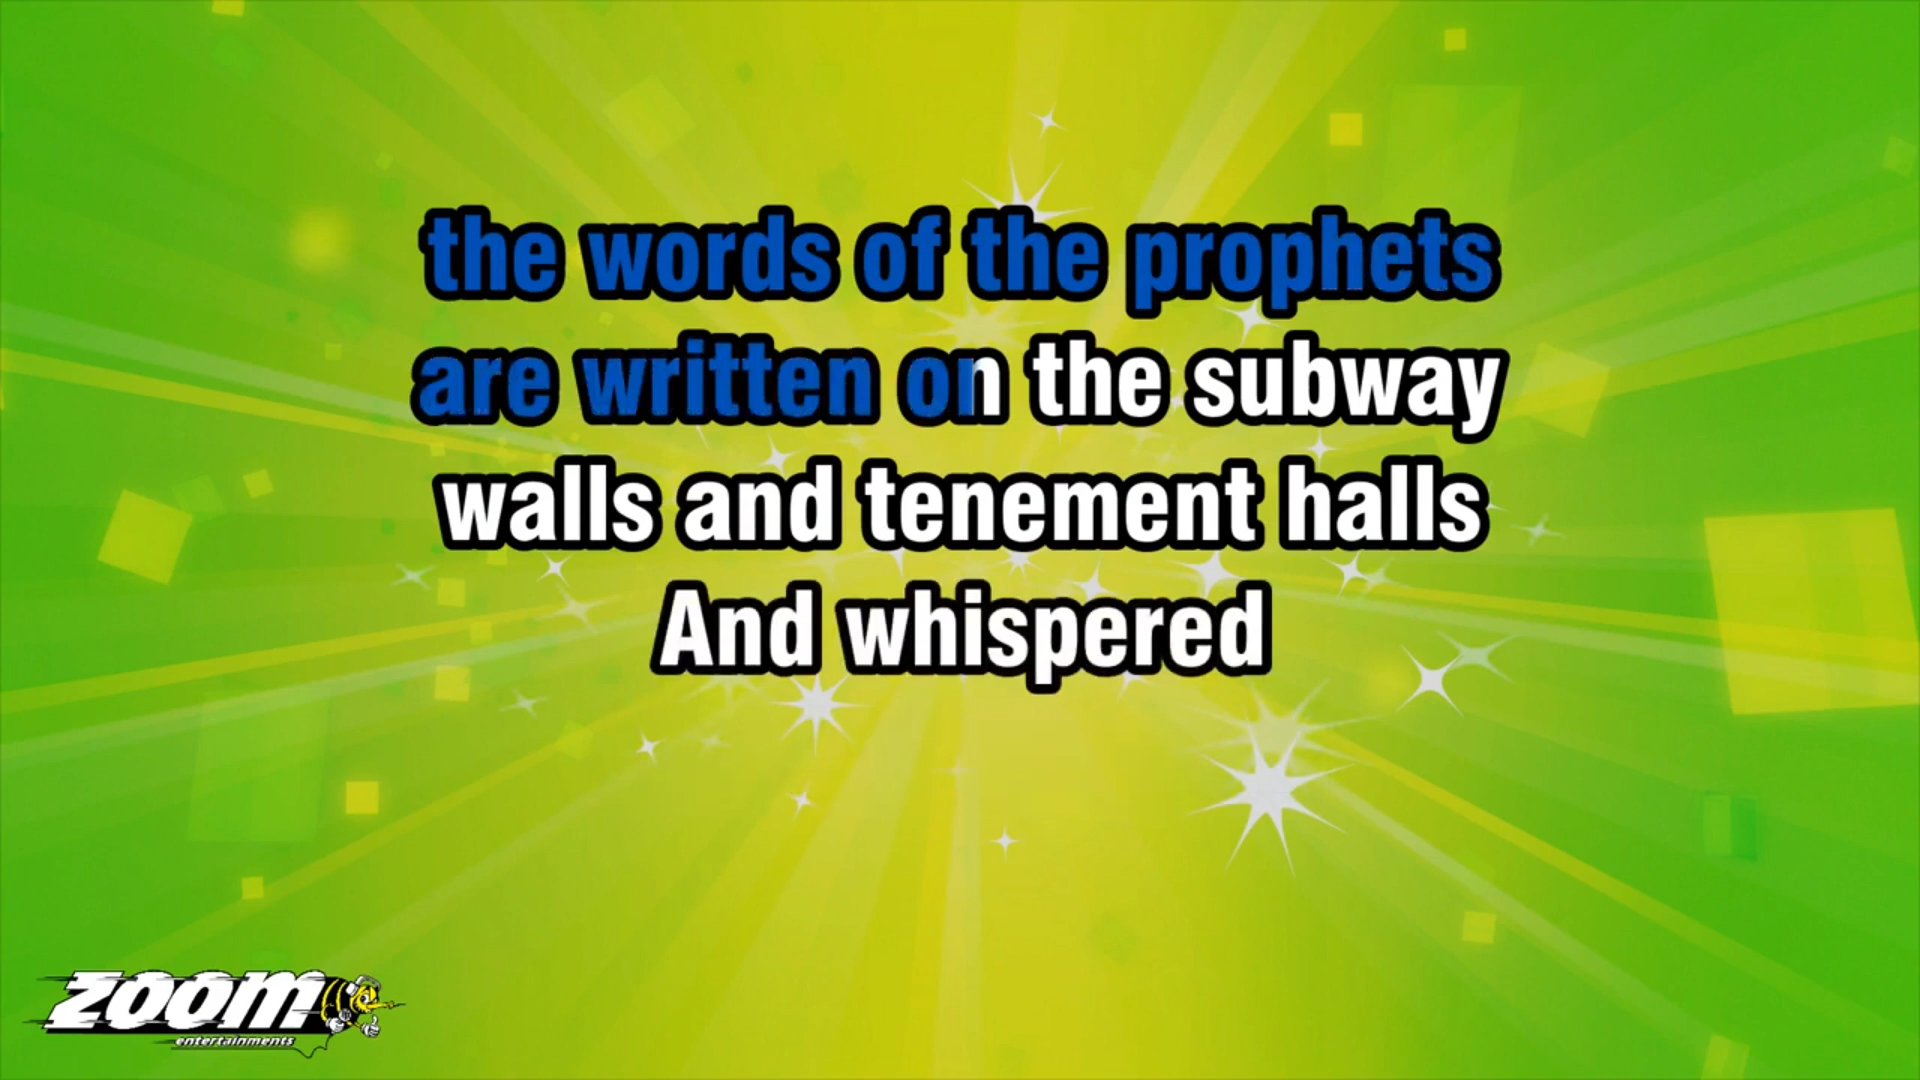 the words of the prophets
are written on the subway
walls and tenement halls
And whispered
zoom
entertainments